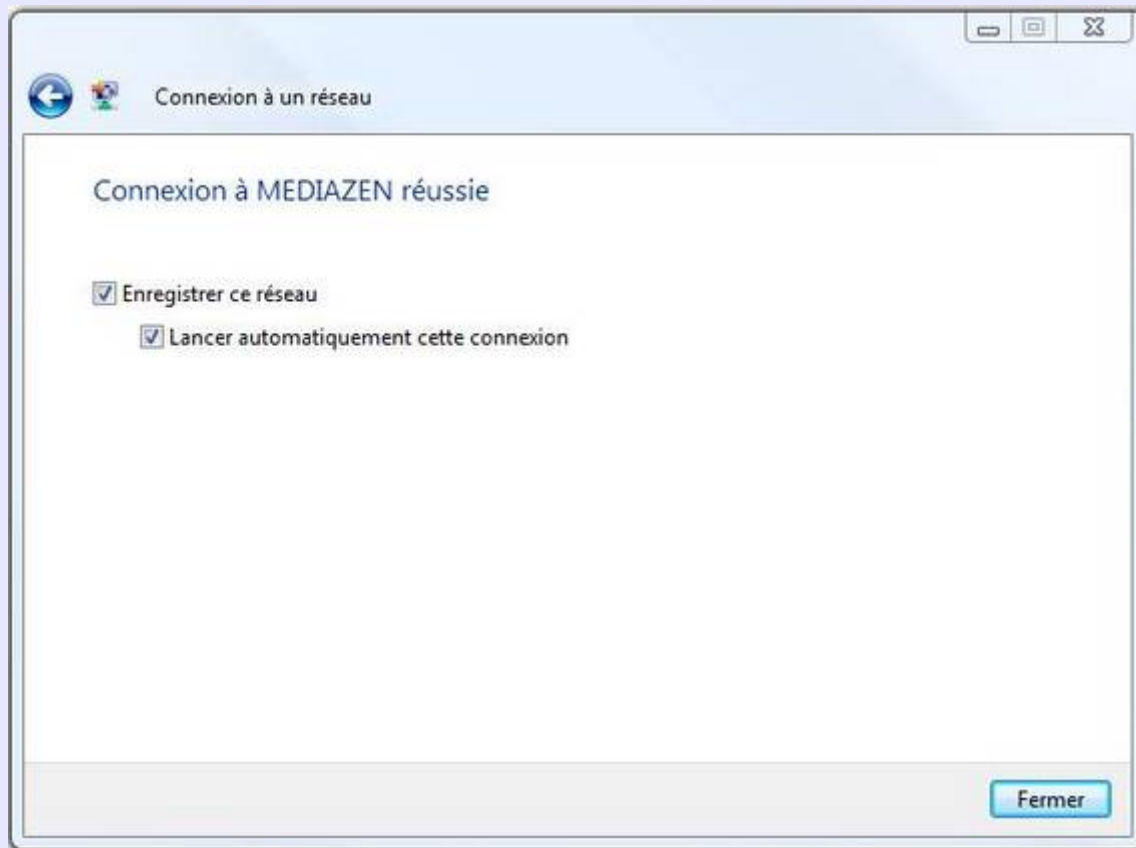 Connexion à un réseau
Connexion à MEDIAZEN réussie
Enregistrer ce réseau
Lancer automatiquement cette connexion
Fermer